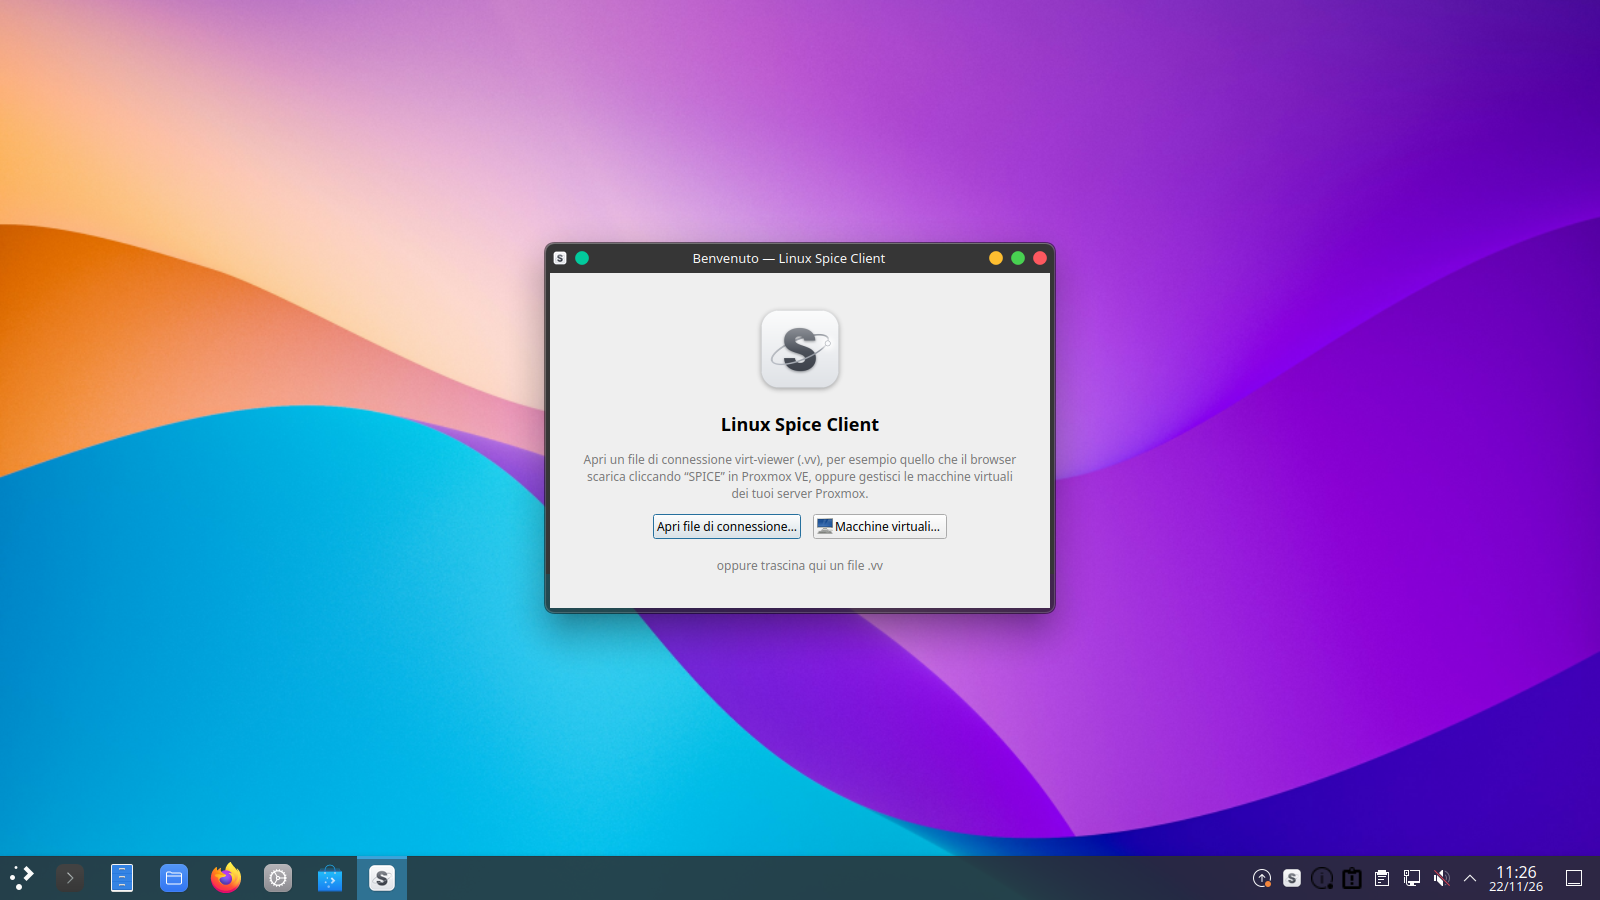 Benvenuto — Linux Spice Client
Linux Spice Client
Apri un file di connessione virt-viewer (.vv), per esempio quello che il browser
scarica cliccando “SPICE” in Proxmox VE, oppure gestisci le macchine virtuali
dei tuoi server Proxmox.
Apri file di connessione...
Macchine virtuali...
oppure trascina qui un file .vv
11:26
22/11/26